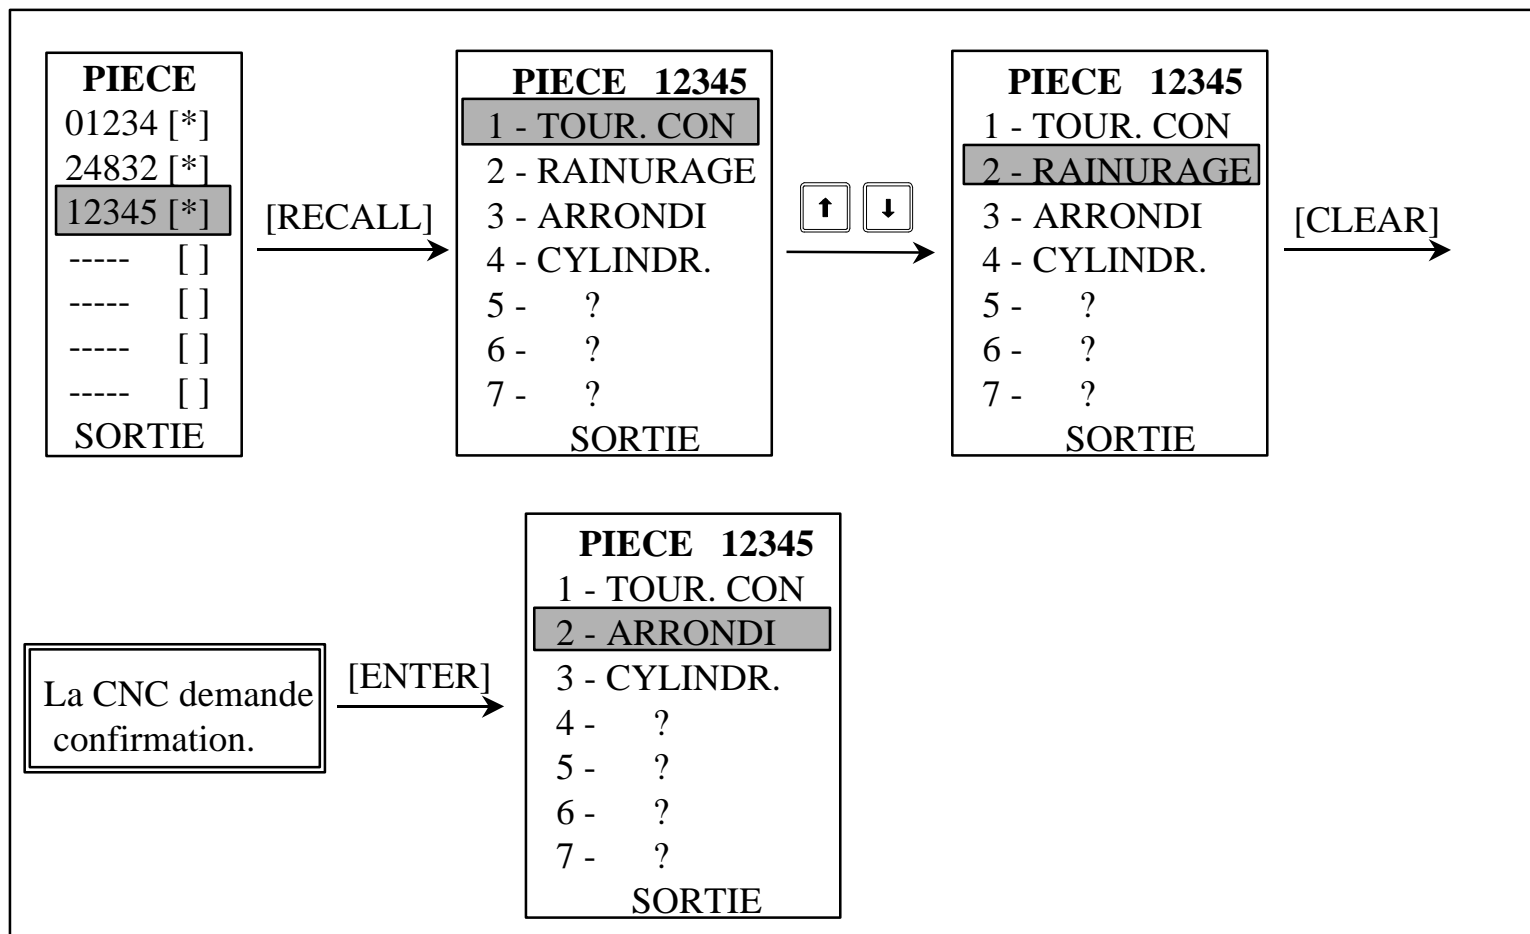 PIECE
01234 [*]
24832 [*]
12345 [*]
----- [ ]
----- [ ]
----- [ ]
----- [ ]
SORTIE
[RECALL]
PIECE 12345
1 - TOUR. CON
2 - RAINURAGE
3 - ARRONDI
4 - CYLINDR.
5 - ?
6 - ?
7 - ?
SORTIE
PIECE 12345
1 - TOUR. CON
2 - RAINURAGE
3 - ARRONDI
4 - CYLINDR.
5 - ?
6 - ?
7 - ?
SORTIE
[CLEAR]
La CNC demande
confirmation.
[ENTER]
PIECE 12345
1 - TOUR. CON
2 - ARRONDI
3 - CYLINDR.
4 - ?
5 - ?
6 - ?
7 - ?
SORTIE